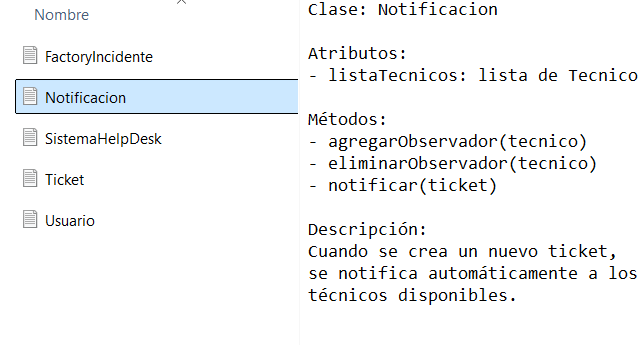 Nombre
FactoryIncidente
Notificacion
SistemaHelpDesk
Ticket
Usuario
Clase: Notificacion
Atributos:
- listaTecnicos: lista de Tecnico
Métodos:
- agregarObservador(tecnico)
- eliminarObservador(tecnico)
- notificar(ticket)
Descripción:
Cuando se crea un nuevo ticket,
se notifica automáticamente a los
técnicos disponibles.